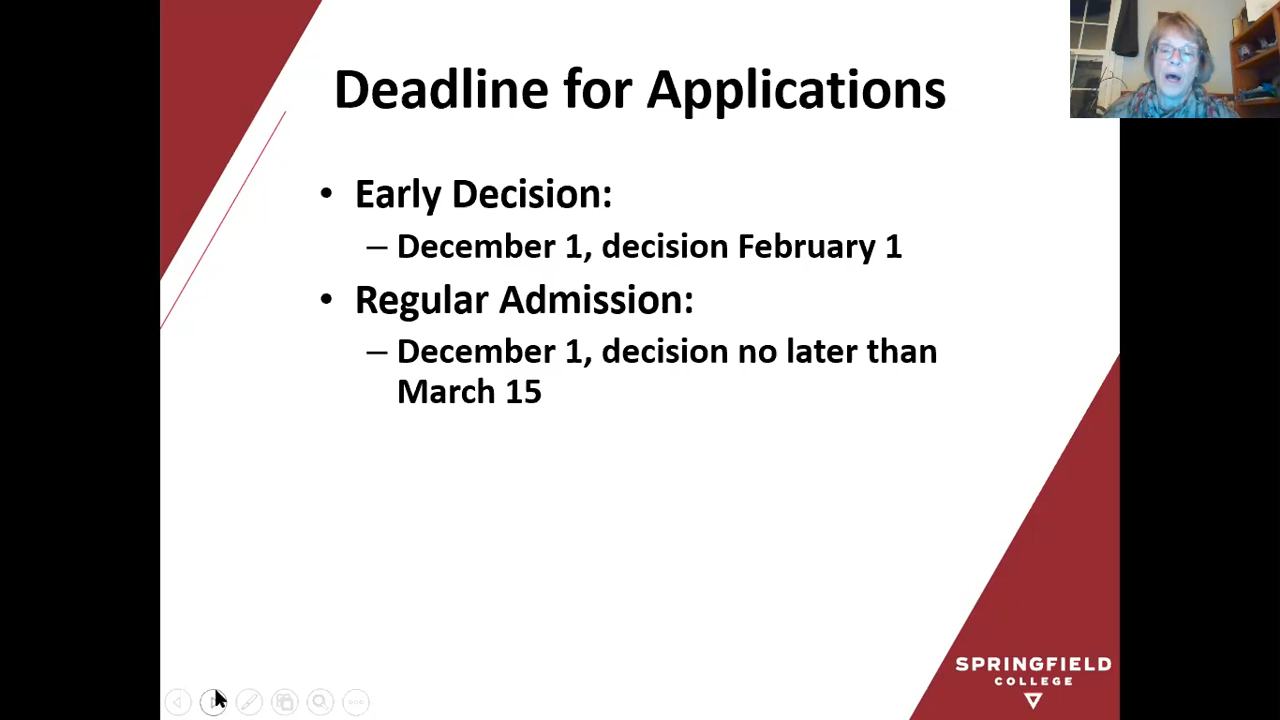 Deadline for Applications
• Early Decision:
– December 1, decision February 1
• Regular Admission:
– December 1, decision no later than
March 15
SPRINGFIELD
COLLEGE